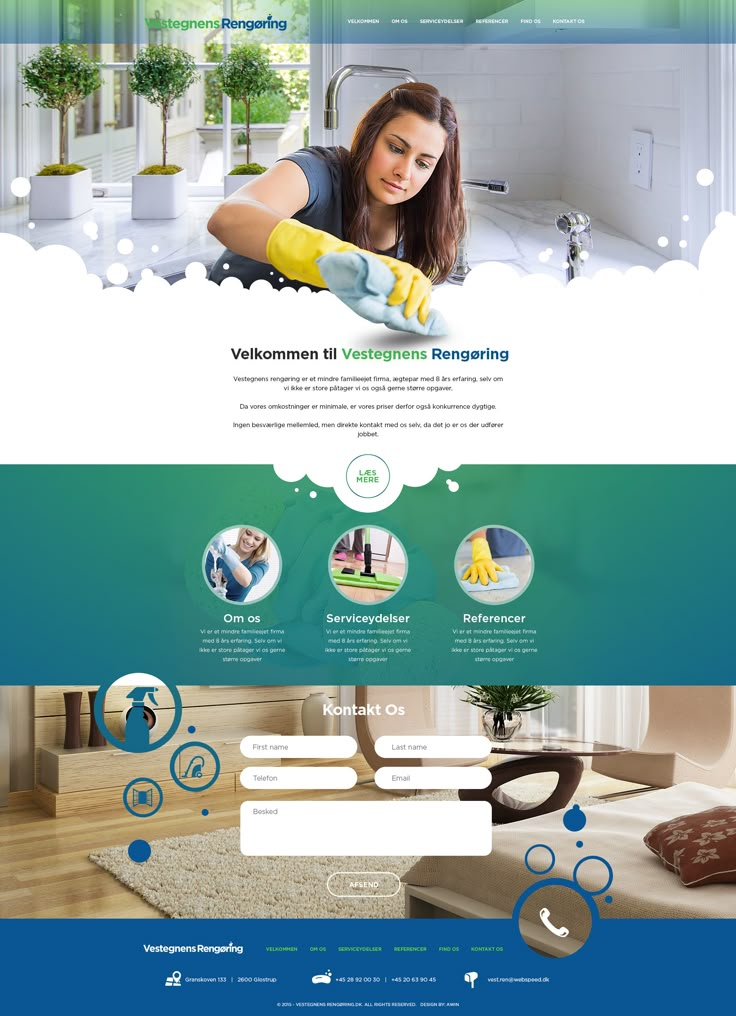 Vestegnens Rengøring
VELKOMMEN OM OS SERVICEYDELSER REFERENCER FIND OS KONTAKT OS
Velkommen til Vestegnens Rengøring
Vestegnens rengøring er et mindre familieejet firma, ægtepar med 8 års erfaring, selv om
vi ikke er store påtager vi os også gerne større opgaver.
Da vores omkostninger er minimale, er vores priser derfor også konkurrence dygtige.
Ingen besværlige mellemled, men direkte kontakt med os selv, da det jo er os der udfører
jobbet.
LÆS
MERE
Om os
Vi er et mindre familieejet firma
med 8 års erfaring. Selv om vi
ikke er store påtager vi os gerne
større opgaver
Serviceydelser
Vi er et mindre familieejet firma
med 8 års erfaring. Selv om vi
ikke er store påtager vi os gerne
større opgaver
Referencer
Vi er et mindre familieejet firma
med 8 års erfaring. Selv om vi
ikke er store påtager vi os gerne
større opgaver
Kontakt Os
First name Last name
Telefon Email
Besked
AFSEND
Vestegnens Rengøring VELKOMMEN OM OS SERVICEYDELSER REFERENCER FIND OS KONTAKT OS
Granskoven 133 | 2600 Glostrup +45 28 92 00 30 | +45 20 63 90 45 vest.ren@webspeed.dk
© 2015 - VESTEGNENS RENGØRING.DK. ALL RIGHTS RESERVED. DESIGN BY: AWIN